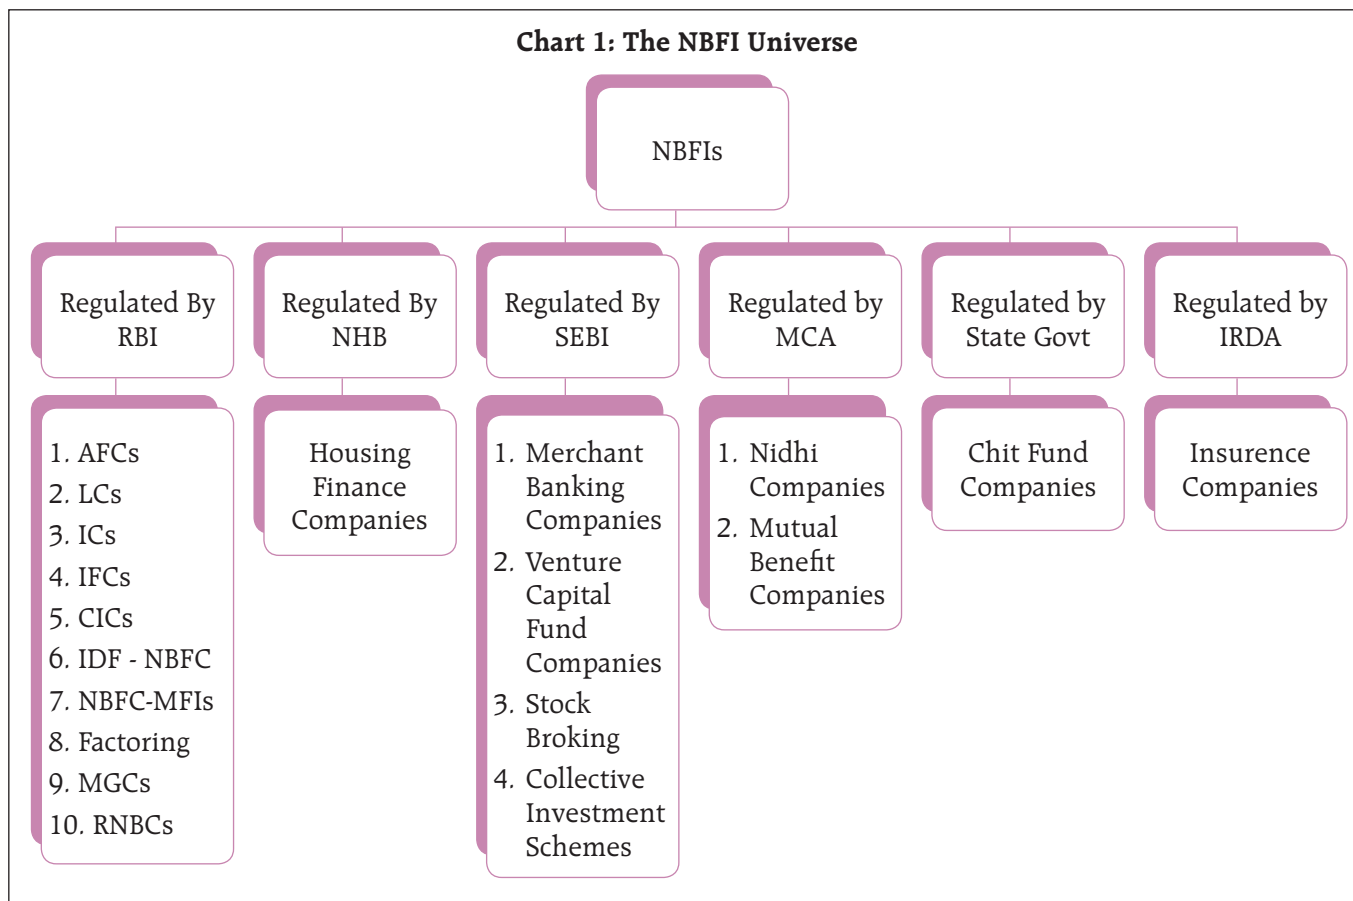 Chart 1: The NBFI Universe
NBFIs
Regulated By
RBI
Regulated By
NHB
Regulated By
SEBI
Regulated by
MCA
Regulated by
State Govt
Regulated by
IRDA
1. AFCs
2. LCs
3. ICs
4. IFCs
5. CICs
6. IDF - NBFC
7. NBFC-MFIs
8. Factoring
9. MGCs
10. RNBCs
Housing
Finance
Companies
1. Merchant
Banking
Companies
2. Venture
Capital
Fund
Companies
3. Stock
Broking
4. Collective
Investment
Schemes
1. Nidhi
Companies
2. Mutual
Benefit
Companies
Chit Fund
Companies
Insurence
Companies